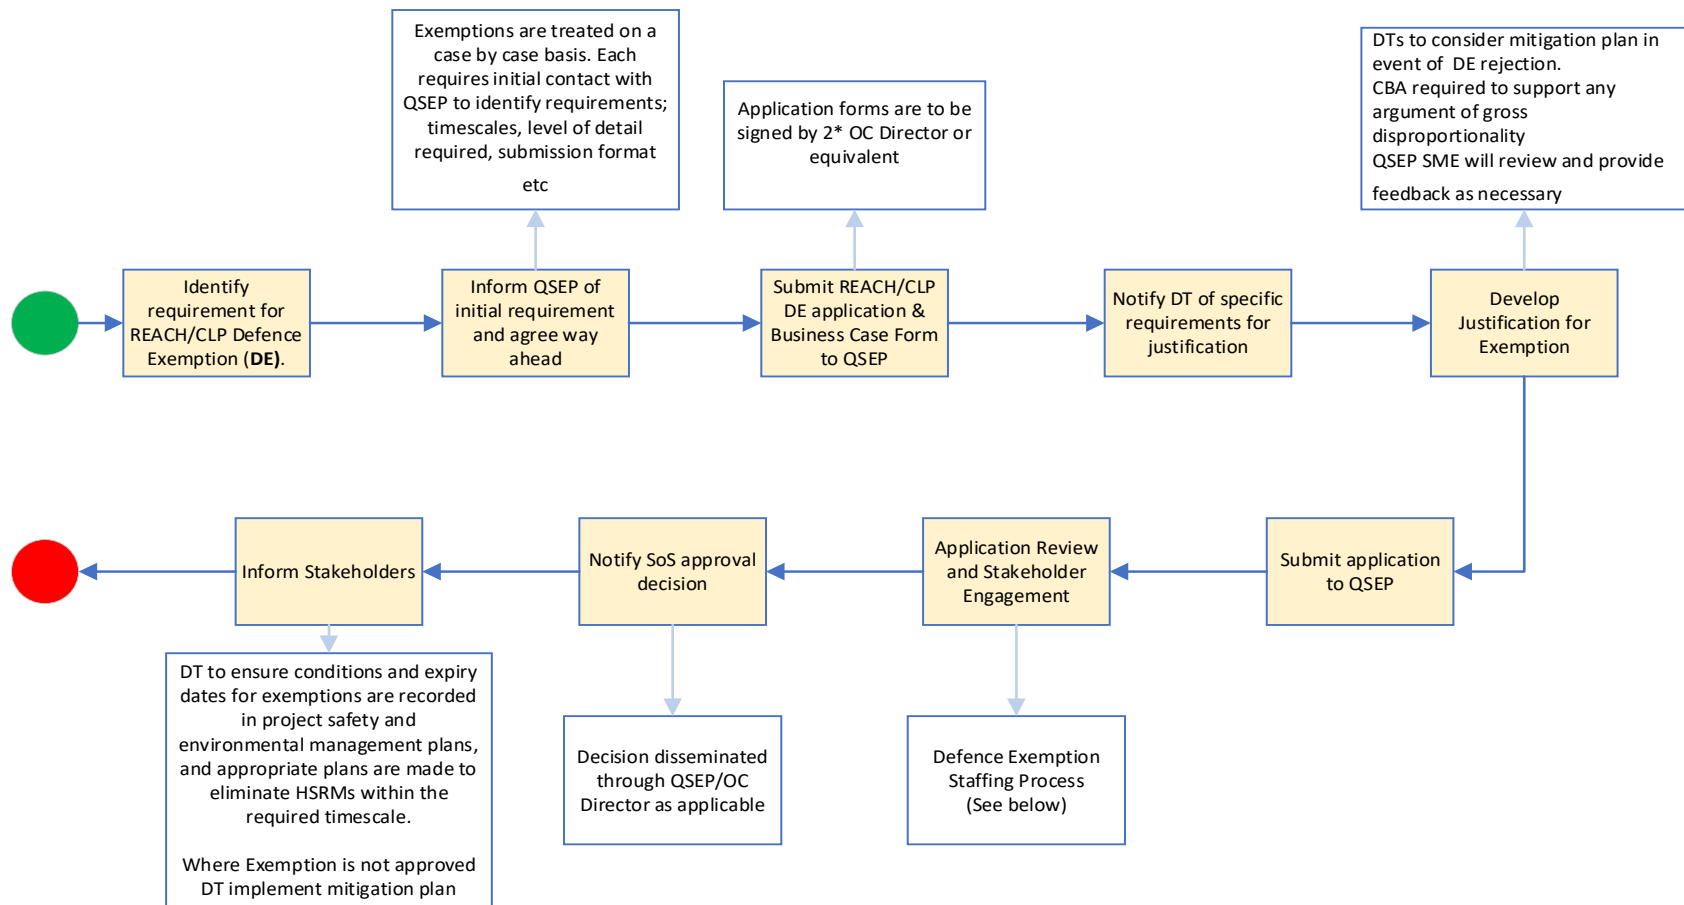 Exemptions are treated on a
case by case basis. Each
requires initial contact with
QSEP to identify requirements;
timescales, level of detail
required, submission format
etc
Application forms are to be
signed by 2* OC Director or
equivalent
DTs to consider mitigation plan in
event of  DE rejection.
CBA required to support any
argument of gross
disproportionality
QSEP SME will review and provide
feedback as necessary
Identify
requirement for
REACH/CLP Defence
Exemption (DE).
Inform QSEP of
initial requirement
and agree way
ahead
Submit REACH/CLP
DE application &
Business Case Form
to QSEP
Notify DT of specific
requirements for
justification
Develop
Justification for
Exemption
Inform Stakeholders
Notify SoS approval
decision
Application Review
and Stakeholder
Engagement
Submit application
to QSEP
DT to ensure conditions and expiry
dates for exemptions are recorded
in project safety and
environmental management plans,
and appropriate plans are made to
eliminate HSRMs within the
required timescale.
Where Exemption is not approved
DT implement mitigation plan
Decision disseminated
through QSEP/OC
Director as applicable
Defence Exemption
Staffing Process
(See below)